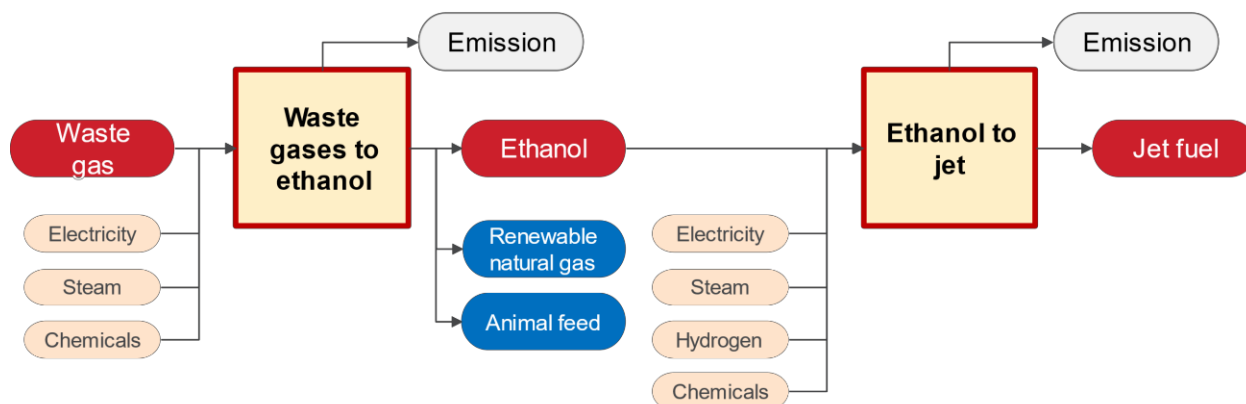 Emission
Emission
Waste
gas
Waste
gases to
ethanol
Ethanol
Ethanol to
jet
Jet fuel
Electricity
Steam
Chemicals
Renewable
natural gas
Animal feed
Electricity
Steam
Hydrogen
Chemicals